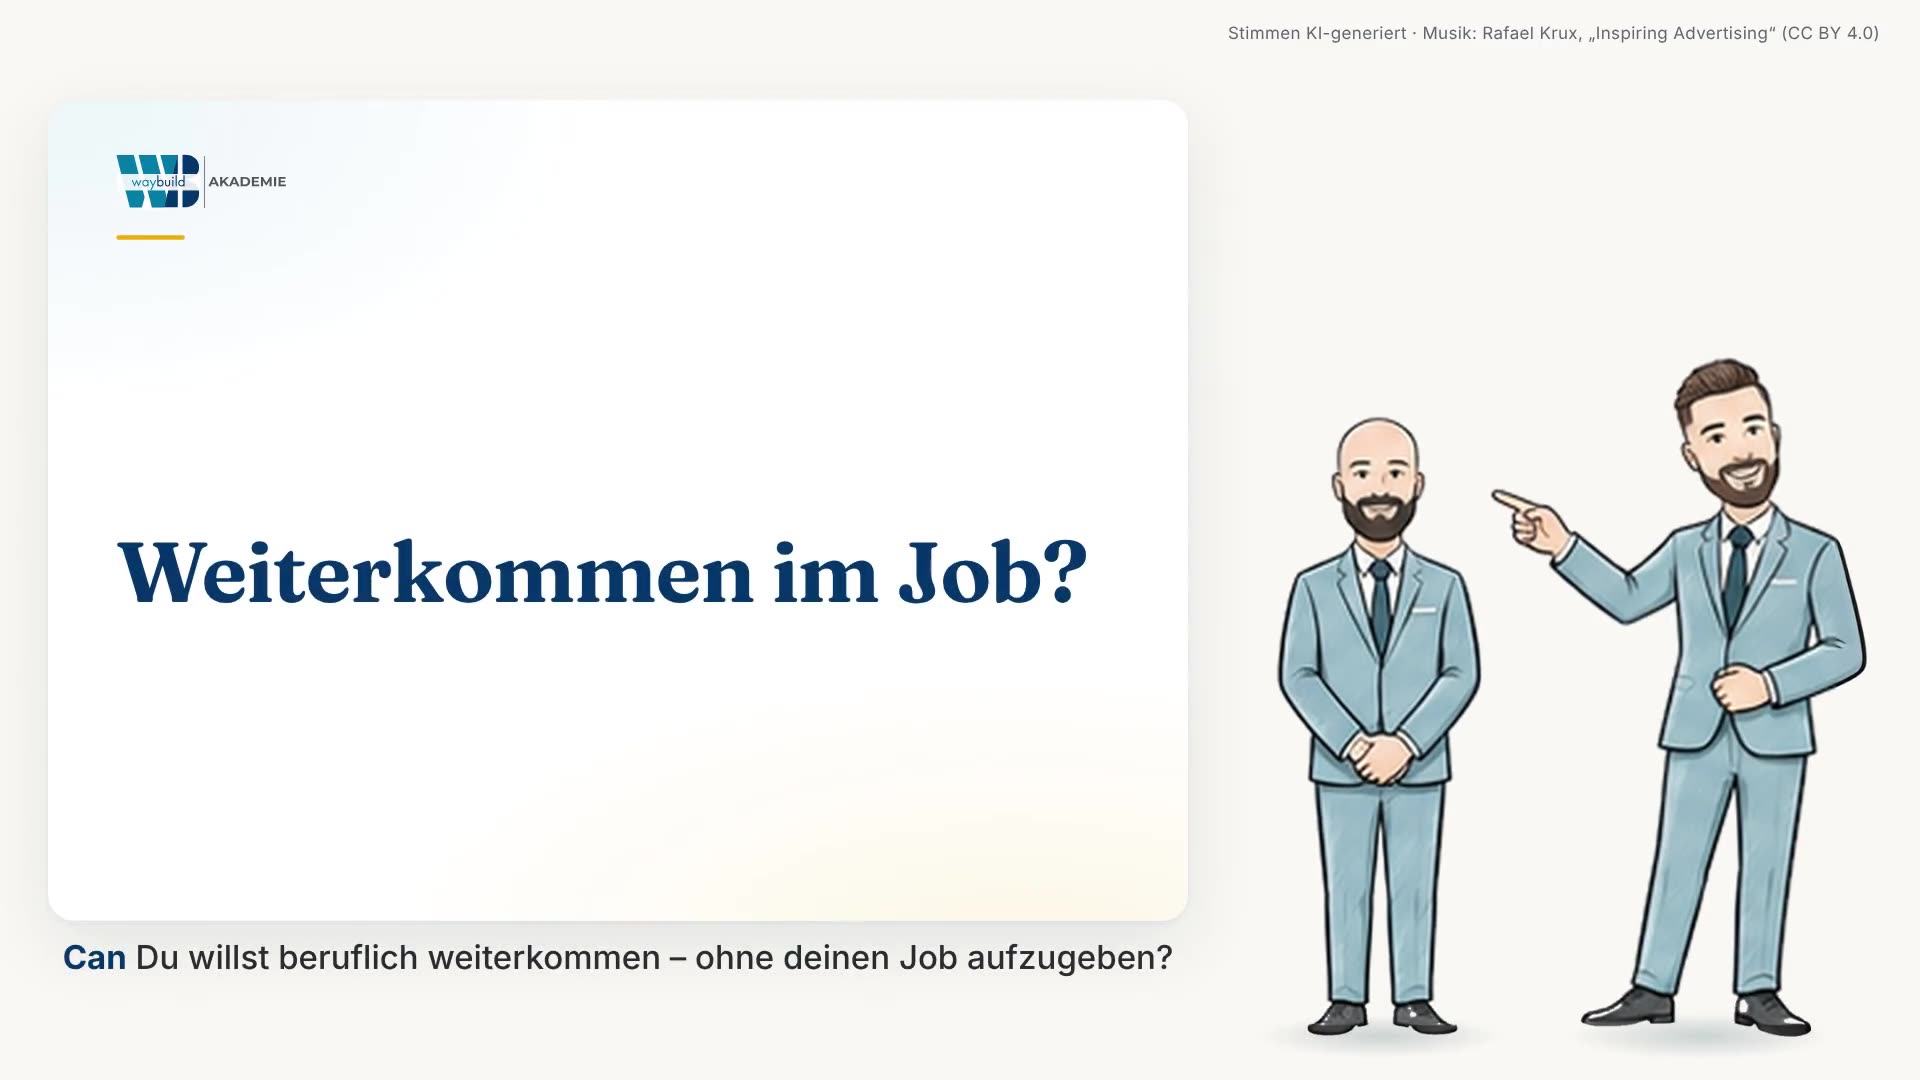 Stimmen KI-generiert · Musik: Rafael Krux, „Inspiring Advertising“ (CC BY 4.0)
waybuild AKADEMIE
Weiterkommen im Job?
Can Du willst beruflich weiterkommen – ohne deinen Job aufzugeben?